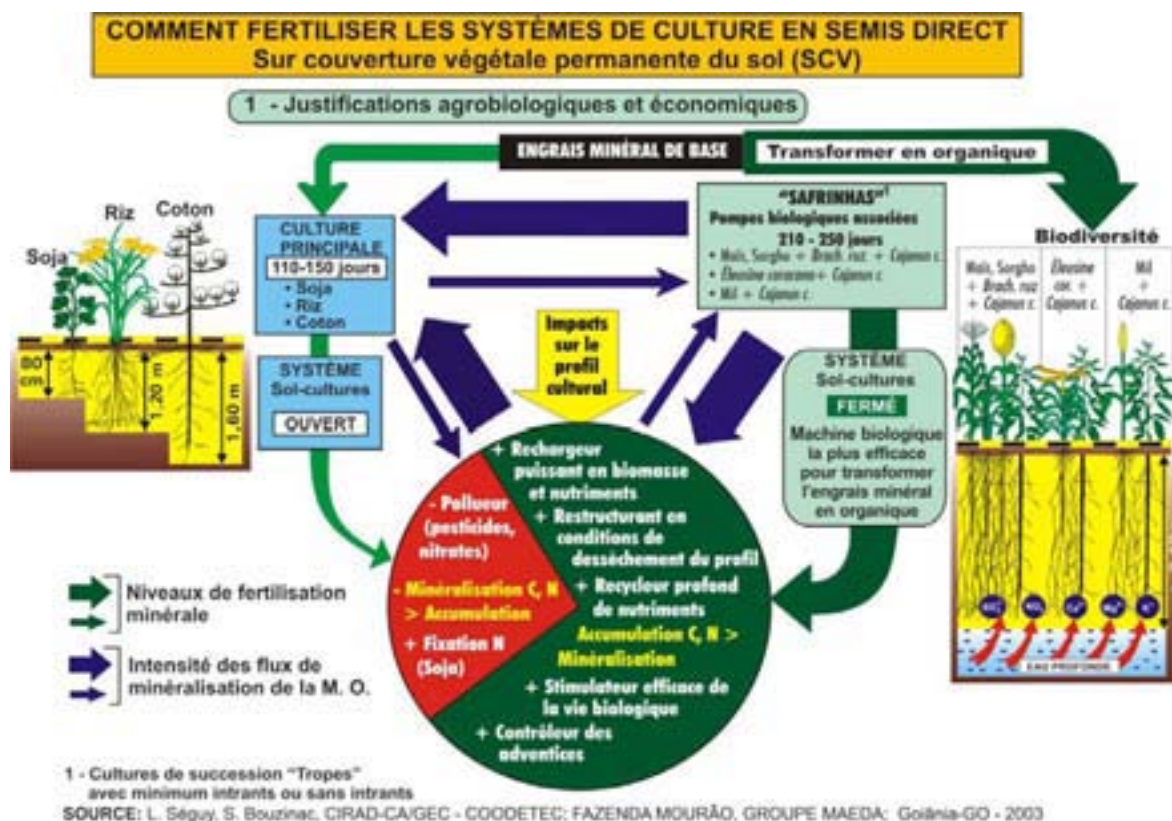 COMMENT FERTILISER LES SYSTÈMES DE CULTURE EN SEMIS DIRECT
Sur couverture végétale permanente du sol (SCV)
1 - Justifications agrobiologiques et économiques
ENGRAIS MINÉRAL DE BASE
Transformer en organique
Soja
Riz
Coton
80 cm
1,20 m
1,60 m
CULTURE
PRINCIPALE
110-150 jours
• Soja
• Riz
• Coton
SYSTÈME
Sol-cultures
OUVERT
"SAFRINHAS"1
Pompes biologiques associées
210 - 250 jours
• Maïs, Sorgho + Brach. ruz + Cajanus c.
• Eleusine coracana + Cajanus c.
• Mil + Cajanus c.
Impacts
sur le
profil
cultural
SYSTÈME
Sol-cultures
FERMÉ
Machine biologique
la plus efficace
pour transformer
l'engrais minéral
en organique
Biodiversité
Maïs, Sorgho
+ Brach. ruz
+ Cajanus c.
Eleusine
cor. +
Cajanus c.
Mil
+
Cajanus c.
EAU PROFONDE
- Pollueur
(pesticides,
nitrates)
- Minéralisation C, N
> Accumulation
+ Fixation N
(Soja)
+ Rechargeur
puissant en biomasse
et nutriments
+ Restructurant en
conditions de
dessèchement du profil
+ Recycleur profond
de nutriments
Accumulation C, N >
Minéralisation
+ Stimulateur efficace de
la vie biologique
+ Contrôleur des
adventices
Niveaux de fertilisation
minérale
Intensité des flux de
minéralisation de la M. O.
1 - Cultures de succession "Tropes"
avec minimum intrants ou sans intrants
SOURCE: L. Séguy, S. Bouzinac, CIRAD-CA/GEC - COODETEC; FAZENDA MOURÃO, GROUPE MAEDA; Goiânia-GO - 2003